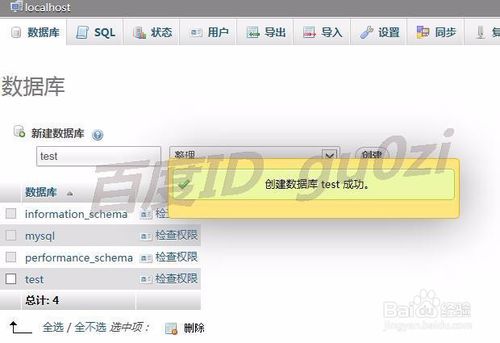 localhost
数据库 SQL 状态 用户 导出 导入 设置 同步
数据库
新建数据库
test 整理 创建
创建数据库 test 成功。
百度ID gu0zi
数据库
information_schema 检查权限
mysql 检查权限
performance_schema 检查权限
test 检查权限
总计: 4
全选 / 全不选 选中项： 删除
Baidu 经验
jingyan.baidu.com